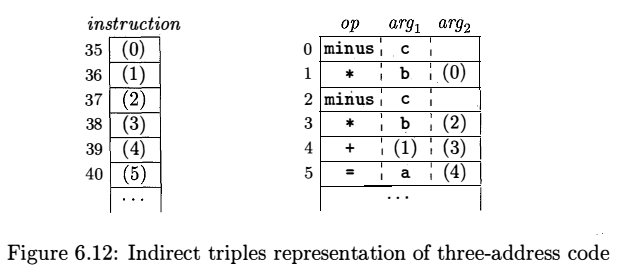 instruction op arg1 arg2
35 (0) 0 minus c
36 (1) 1 * b (0)
37 (2) 2 minus c
38 (3) 3 * b (2)
39 (4) 4 + (1) (3)
40 (5) 5 = a (4)
... ...
Figure 6.12: Indirect triples representation of three-address code